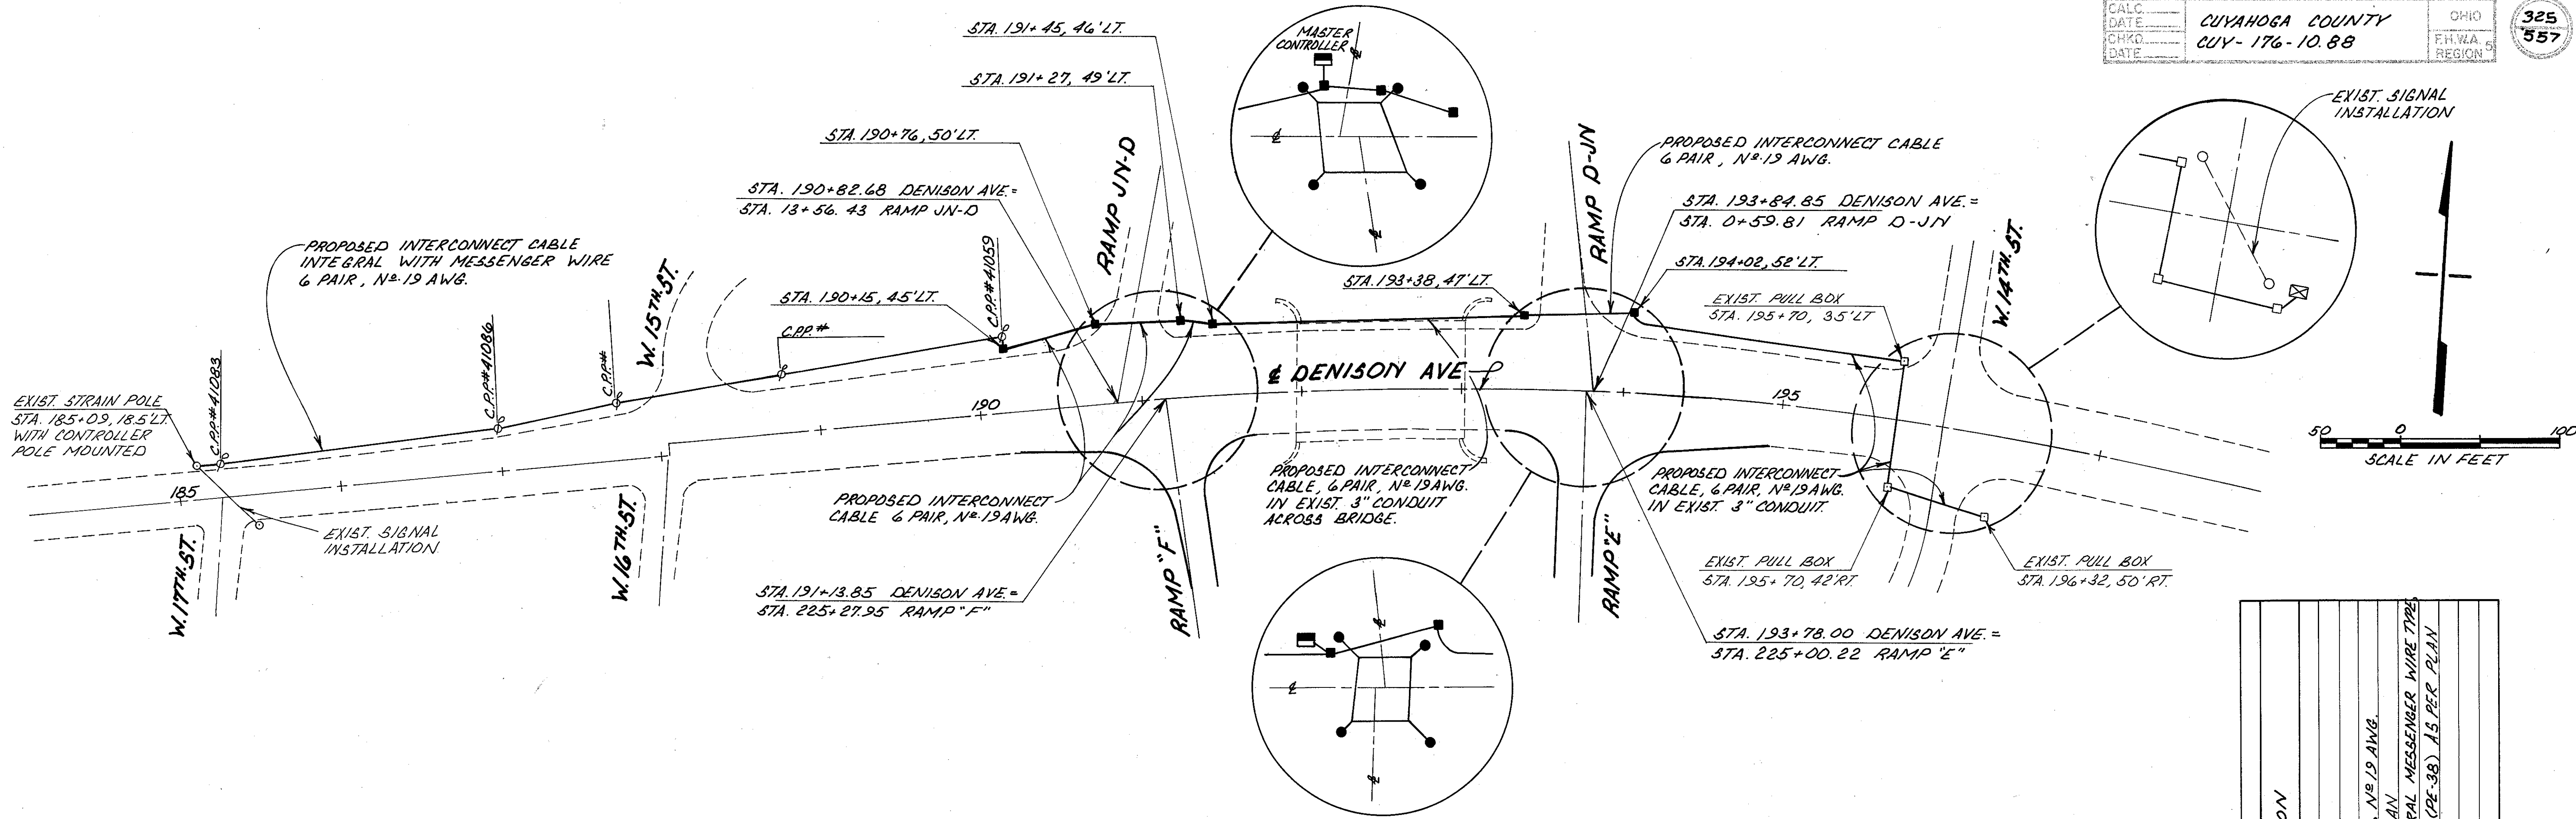 CALC.
DATE
CHKD.
DATE
CUYAHOGA COUNTY
CUY-176-10.88
OHIO
F.H.W.A. 5
REGION
325
557
STA. 191+45, 46' LT.
STA. 191+27, 49' LT.
STA. 190+76, 50' LT.
STA. 190+82.68 DENISON AVE. =
STA. 13+56.43 RAMP JN-D
PROPOSED INTERCONNECT CABLE
INTEGRAL WITH MESSENGER WIRE
6 PAIR, Nº 19 AWG.
STA. 190+15, 45' LT.
C.P.P.#
C.P.P.#41059
RAMP JN-D
MASTER
CONTROLLER
℄
℄
℄
RAMP D-JN
PROPOSED INTERCONNECT CABLE
6 PAIR, Nº 19 AWG.
STA. 193+84.85 DENISON AVE. =
STA. 0+59.81 RAMP D-JN
STA. 193+38, 47' LT.
STA. 194+02, 52' LT.
EXIST. PULL BOX
STA. 195+70, 35' LT
W. 14TH. ST.
EXIST. SIGNAL
INSTALLATION
50 0 100
SCALE IN FEET
EXIST. STRAIN POLE
STA. 185+09, 18.5' LT.
WITH CONTROLLER
POLE MOUNTED
C.P.P.#41083
C.P.P.#41086
C.P.P.#
W. 15TH. ST.
℄ DENISON AVE
185
190
195
EXIST. SIGNAL
INSTALLATION
W. 17TH. ST.
W. 16TH. ST.
PROPOSED INTERCONNECT
CABLE 6 PAIR, Nº 19 AWG.
STA. 191+13.85 DENISON AVE. =
STA. 225+27.95 RAMP "F"
RAMP "F"
PROPOSED INTERCONNECT
CABLE, 6 PAIR, Nº 19 AWG.
IN EXIST. 3" CONDUIT
ACROSS BRIDGE.
℄
℄
℄
RAMP "E"
PROPOSED INTERCONNECT
CABLE, 6 PAIR, Nº 19 AWG.
IN EXIST. 3" CONDUIT
EXIST. PULL BOX
STA. 195+70, 42' RT.
EXIST. PULL BOX
STA. 196+32, 50' RT.
STA. 193+78.00 DENISON AVE. =
STA. 225+00.22 RAMP "E"
Nº 19 AWG.
MESSENGER WIRE TYPE,
(PE-38) AS PER PLAN